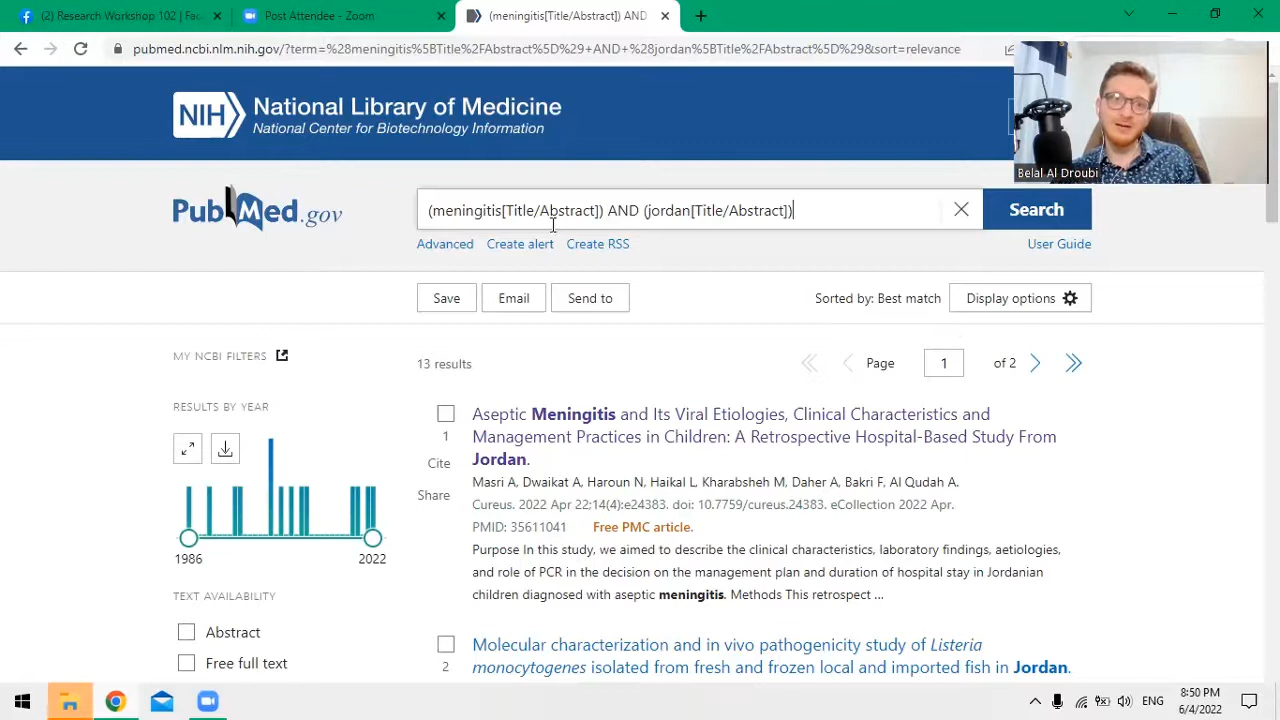 (2) Research Workshop 102 | Fac
Post Attendee - Zoom
(meningitis[Title/Abstract]) AND
pubmed.ncbi.nlm.nih.gov/?term=%28meningitis%5BTitle%2FAbstract%5D%29+AND+%28jordan%5BTitle%2FAbstract%5D%29&sort=relevance
NIH National Library of Medicine
National Center for Biotechnology Information
Belal Al Droubi
PubMed.gov
(meningitis[Title/Abstract]) AND (jordan[Title/Abstract])
Search
Advanced Create alert Create RSS
User Guide
Save Email Send to
Sorted by: Best match
Display options
MY NCBI FILTERS
13 results
Page 1 of 2
RESULTS BY YEAR
1986 2022
TEXT AVAILABILITY
Abstract
Free full text
1
Cite
Share
Aseptic Meningitis and Its Viral Etiologies, Clinical Characteristics and
Management Practices in Children: A Retrospective Hospital-Based Study From
Jordan.
Masri A, Dwaikat A, Haroun N, Haikal L, Kharabsheh M, Daher A, Bakri F, Al Qudah A.
Cureus. 2022 Apr 22;14(4):e24383. doi: 10.7759/cureus.24383. eCollection 2022 Apr.
PMID: 35611041 Free PMC article.
Purpose In this study, we aimed to describe the clinical characteristics, laboratory findings, aetiologies,
and role of PCR in the decision on the management plan and duration of hospital stay in Jordanian
children diagnosed with aseptic meningitis. Methods This retrospect ...
2
Molecular characterization and in vivo pathogenicity study of Listeria
monocytogenes isolated from fresh and frozen local and imported fish in Jordan.
ENG
8:50 PM
6/4/2022